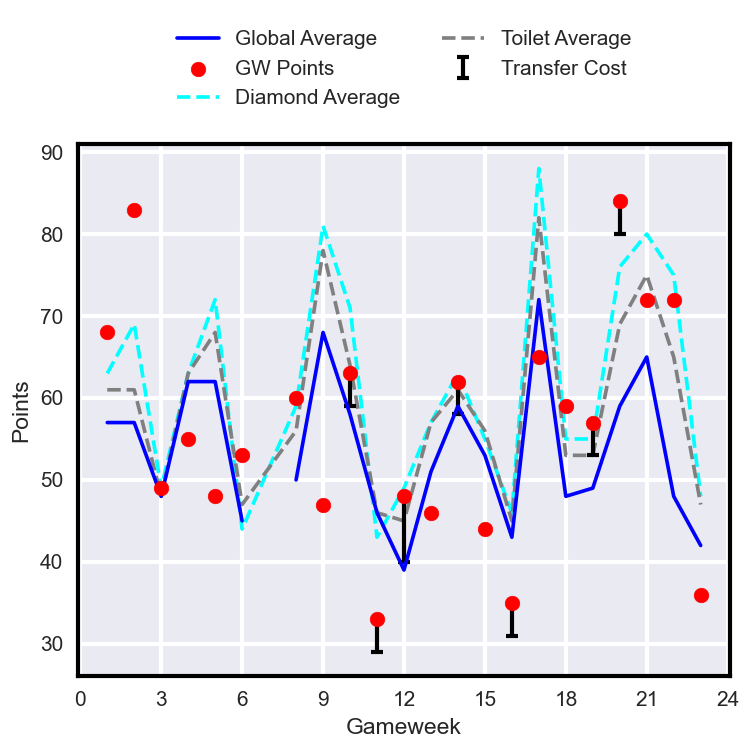 Global Average
GW Points
Diamond Average
Toilet Average
Transfer Cost
90
80
70
60
50
40
30
Points
0 3 6 9 12 15 18 21 24
Gameweek